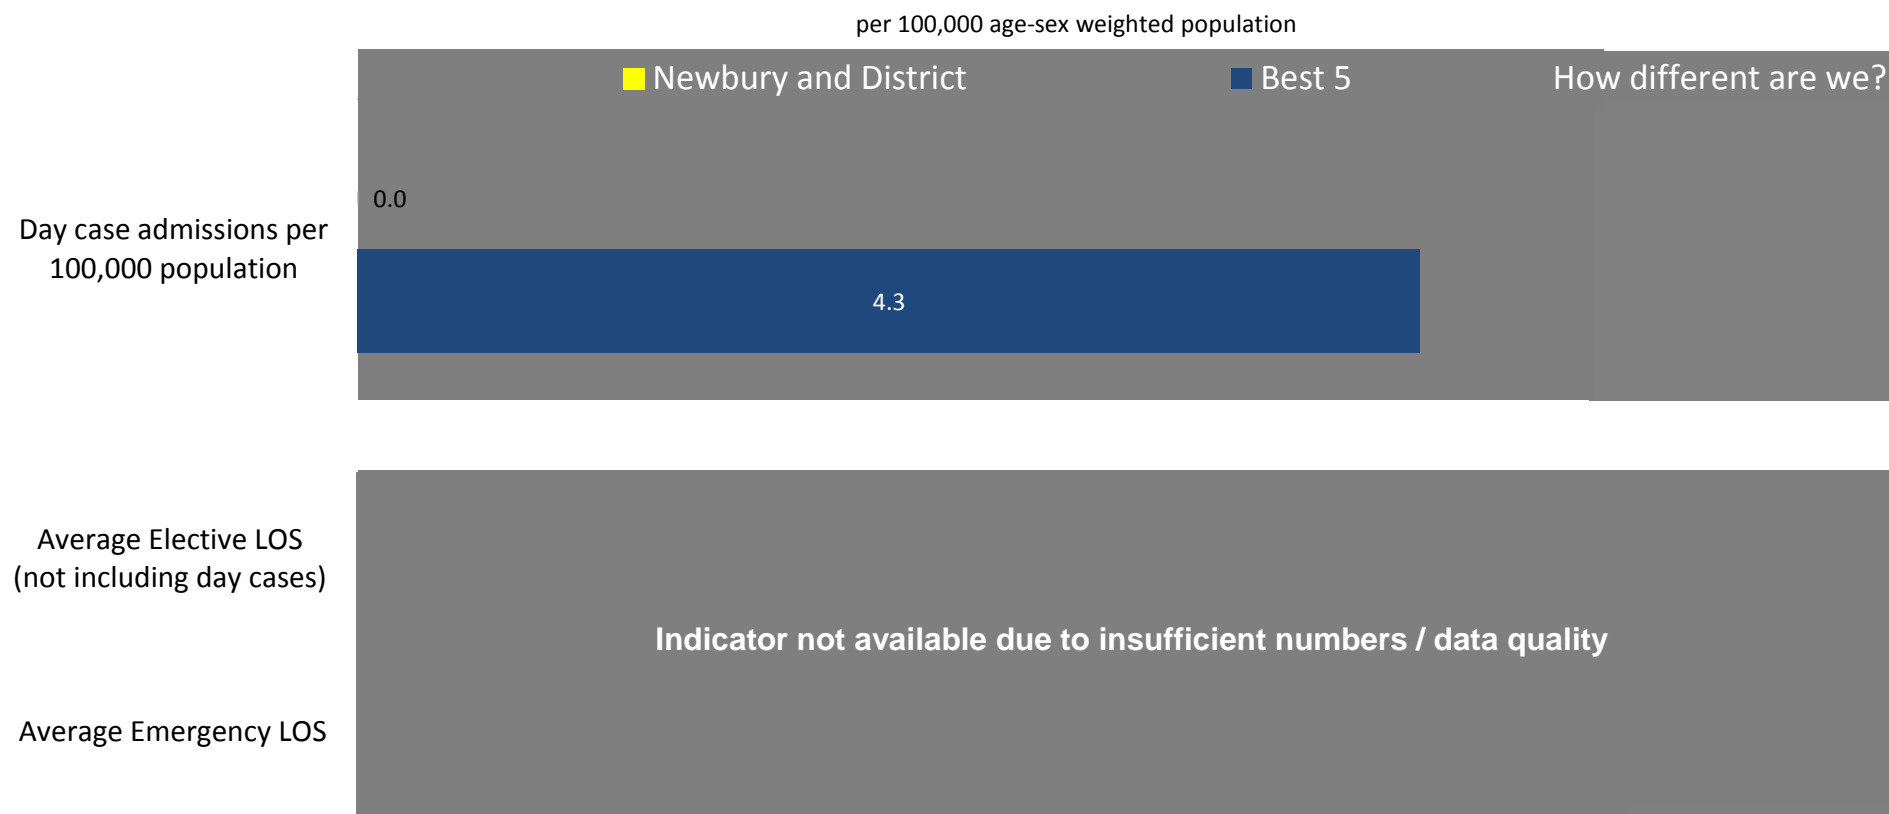 per 100,000 age-sex weighted population
Newbury and District
Best 5
How different are we?
0.0
Day case admissions per
100,000 population
4.3
Average Elective LOS
(not including day cases)
Indicator not available due to insufficient numbers / data quality
Average Emergency LOS